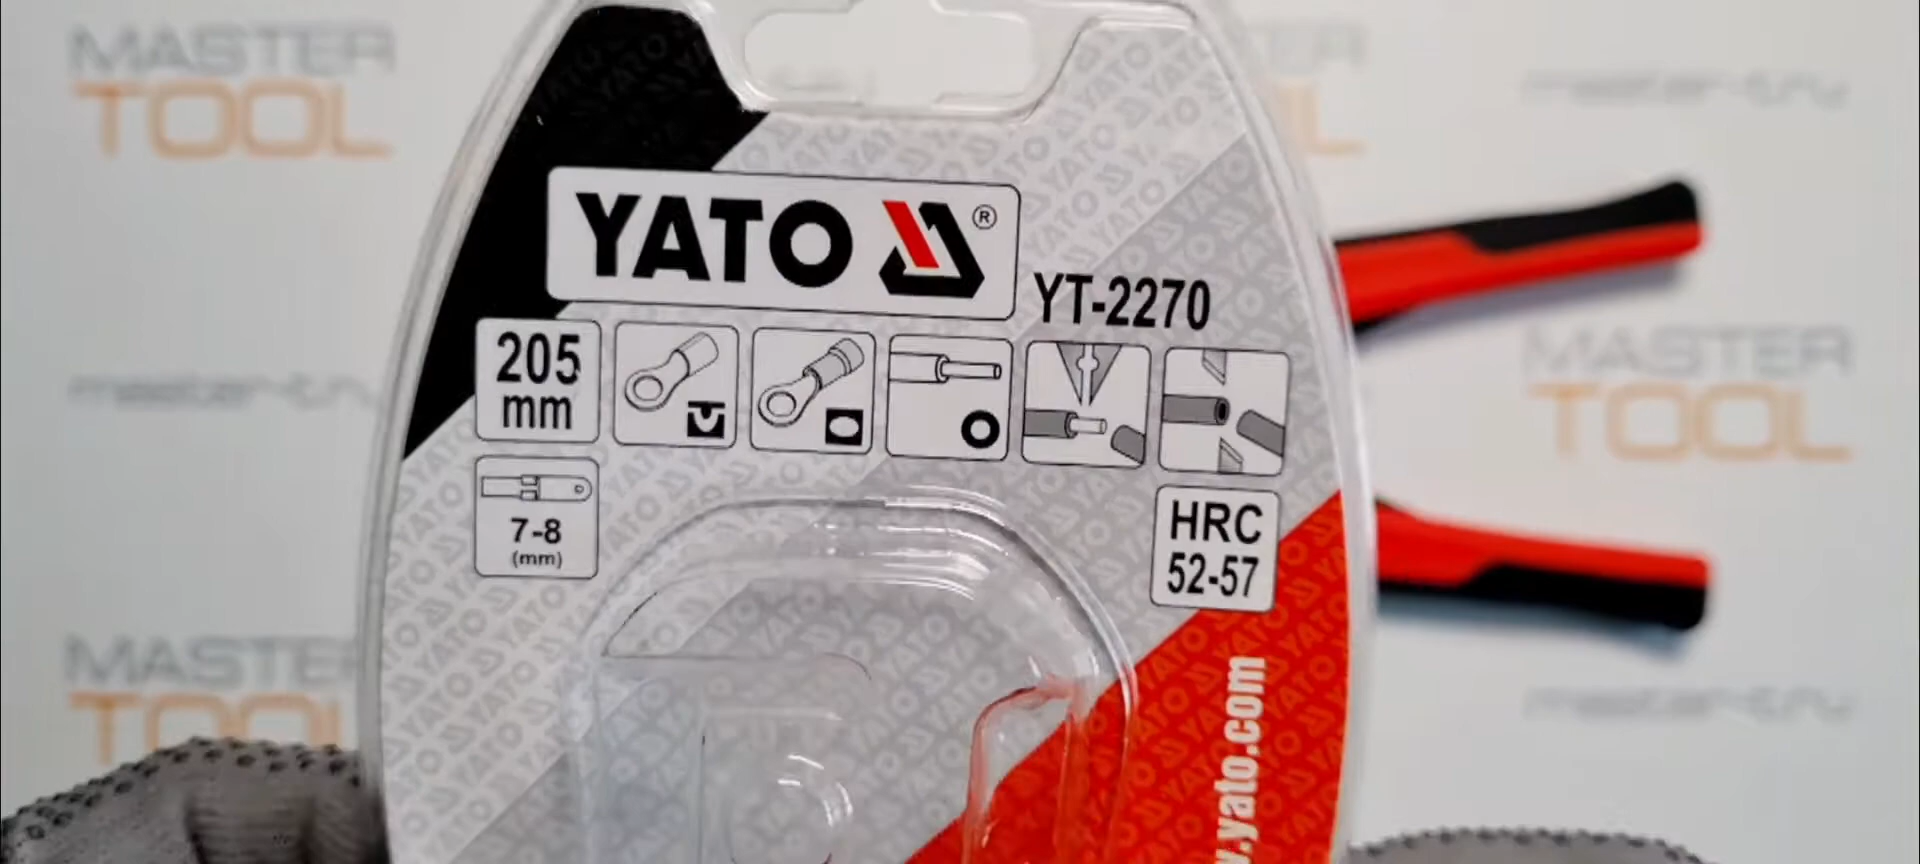 MASTER
TOOL
YATO ®
YT-2270
205
mm
7-8
(mm)
HRC
52-57
.yato.com
MASTER
TOOL
MASTER
TOOL